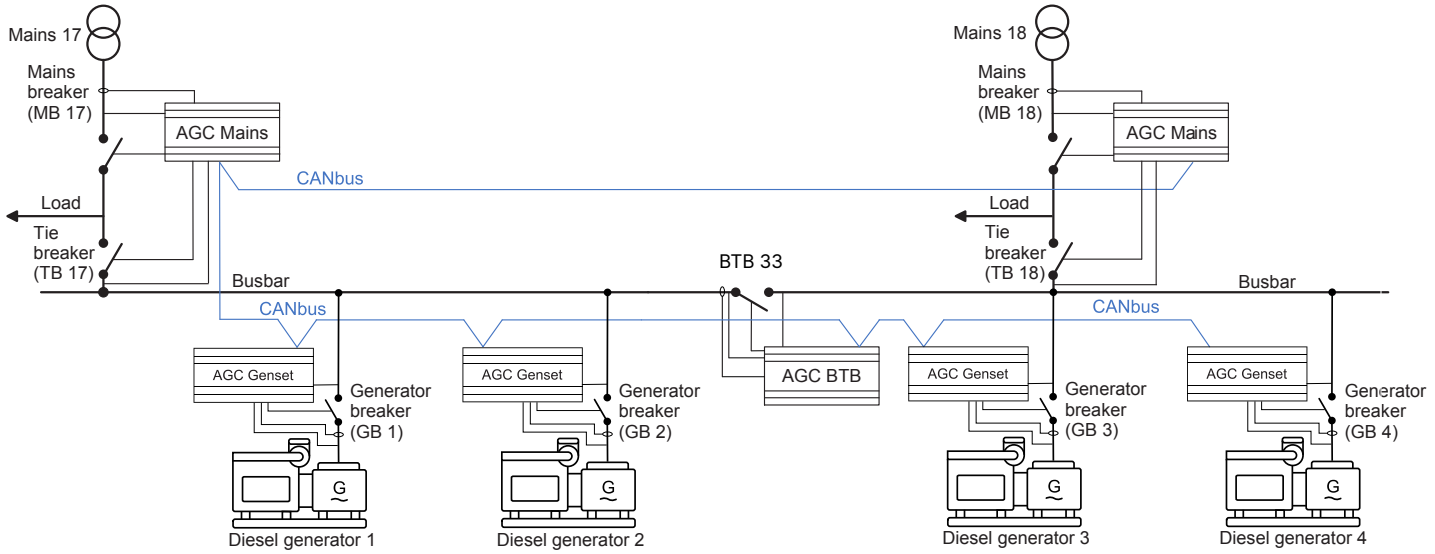 Mains 17
Mains 18
Mains
breaker
(MB 17)
AGC Mains
Mains
breaker
(MB 18)
AGC Mains
CANbus
Load
Load
Tie
breaker
(TB 17)
Tie
breaker
(TB 18)
BTB 33
Busbar
Busbar
CANbus
CANbus
AGC Genset
AGC Genset
AGC BTB
AGC Genset
AGC Genset
Generator
breaker
(GB 1)
Generator
breaker
(GB 2)
Generator
breaker
(GB 3)
Generator
breaker
(GB 4)
G
G
G
G
Diesel generator 1
Diesel generator 2
Diesel generator 3
Diesel generator 4